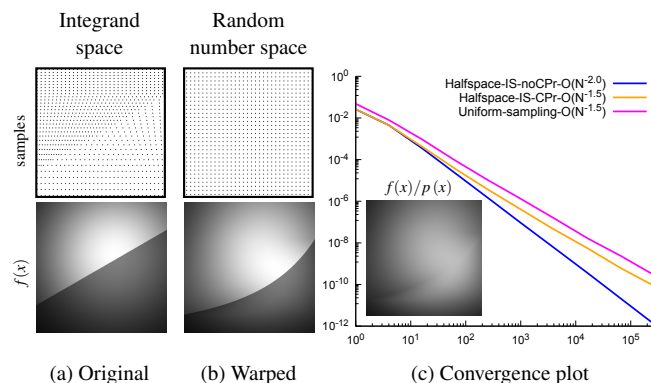 Integrand
space
Random
number space
samples
f(x)
10^0
10^-2
10^-4
10^-6
10^-8
10^-10
10^-12
Halfspace-IS-noCPr-O(N^-2.0)
Halfspace-IS-CPr-O(N^-1.5)
Uniform-sampling-O(N^-1.5)
f(x)/p(x)
10^0 10^1 10^2 10^3 10^4 10^5
(a) Original
(b) Warped
(c) Convergence plot